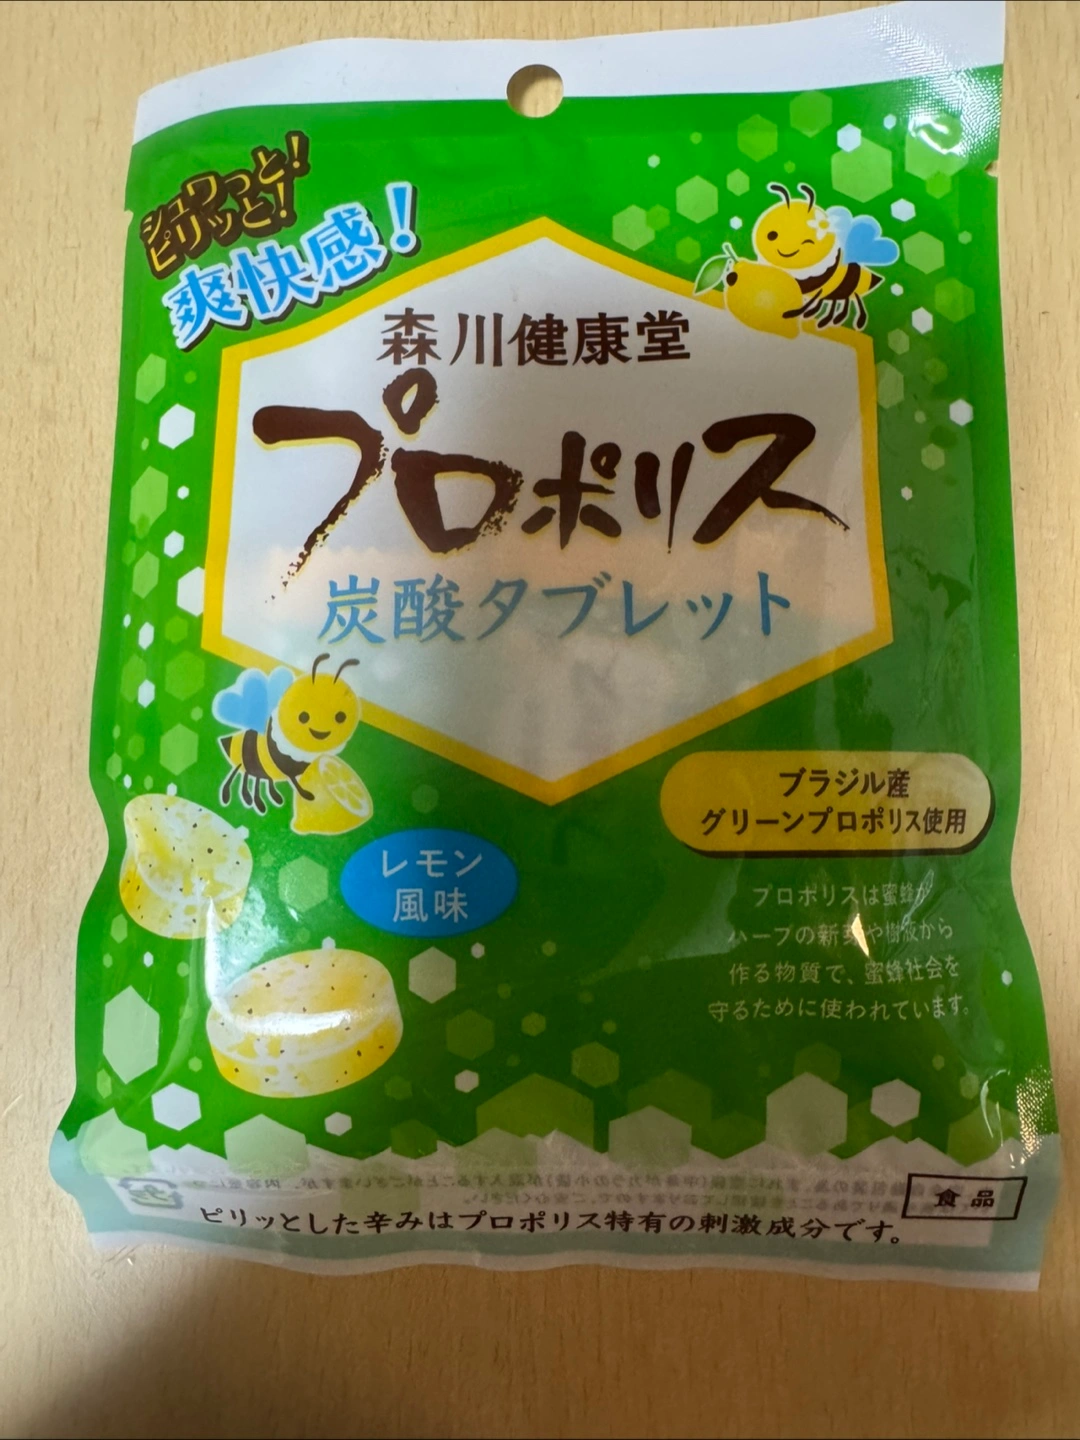 シュワっと!
ピリッと!
爽快感!
森川健康堂
プロポリス
炭酸タブレット
ブラジル産
グリーンプロポリス使用
レモン
風味
プロポリスは蜜蜂が
ハーブの新芽や樹液から
作る物質で、蜜蜂社会を
守るために使われています。
食品
ピリッとした辛みはプロポリス特有の刺激成分です。